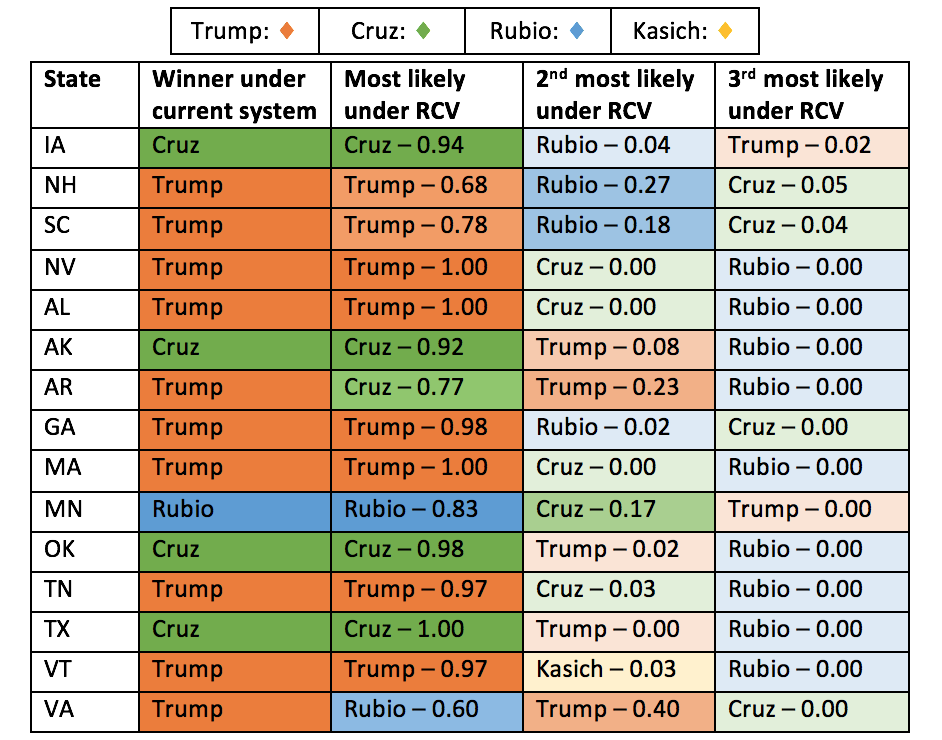 Trump: Cruz: Rubio: Kasich:
State Winner under current system Most likely under RCV 2nd most likely under RCV 3rd most likely under RCV
IA Cruz Cruz – 0.94 Rubio – 0.04 Trump – 0.02
NH Trump Trump – 0.68 Rubio – 0.27 Cruz – 0.05
SC Trump Trump – 0.78 Rubio – 0.18 Cruz – 0.04
NV Trump Trump – 1.00 Cruz – 0.00 Rubio – 0.00
AL Trump Trump – 1.00 Cruz – 0.00 Rubio – 0.00
AK Cruz Cruz – 0.92 Trump – 0.08 Rubio – 0.00
AR Trump Cruz – 0.77 Trump – 0.23 Rubio – 0.00
GA Trump Trump – 0.98 Rubio – 0.02 Cruz – 0.00
MA Trump Trump – 1.00 Cruz – 0.00 Rubio – 0.00
MN Rubio Rubio – 0.83 Cruz – 0.17 Trump – 0.00
OK Cruz Cruz – 0.98 Trump – 0.02 Rubio – 0.00
TN Trump Trump – 0.97 Cruz – 0.03 Rubio – 0.00
TX Cruz Cruz – 1.00 Trump – 0.00 Rubio – 0.00
VT Trump Trump – 0.97 Kasich – 0.03 Rubio – 0.00
VA Trump Rubio – 0.60 Trump – 0.40 Cruz – 0.00